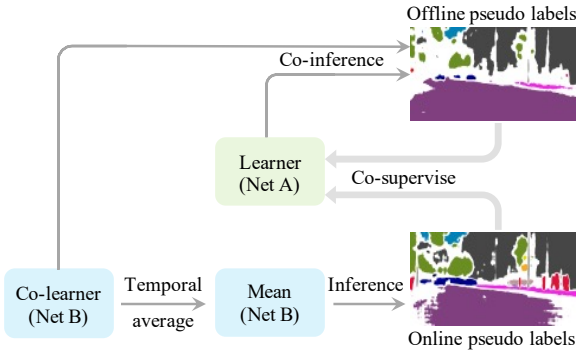 Offline pseudo labels
Co-inference
Learner
(Net A)
Co-supervise
Co-learner
(Net B)
Temporal
average
Mean
(Net B)
Inference
Online pseudo labels